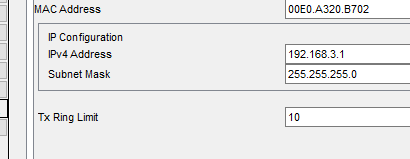 MAC Address 00E0.A320.B702
IP Configuration
IPv4 Address 192.168.3.1
Subnet Mask 255.255.255.0
Tx Ring Limit 10